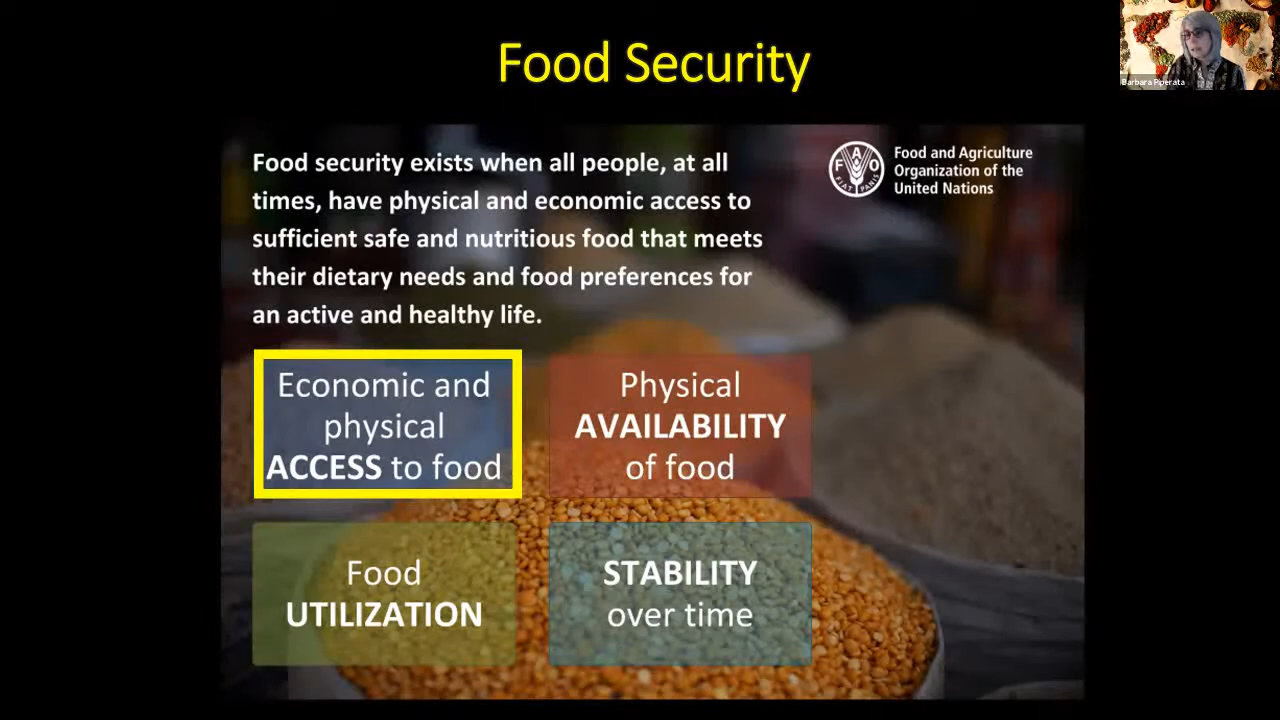 Food Security
Barbara Piperata
Food security exists when all people, at all
times, have physical and economic access to
sufficient safe and nutritious food that meets
their dietary needs and food preferences for
an active and healthy life.
F A O
FIAT PANIS
Food and Agriculture
Organization of the
United Nations
Economic and
physical
ACCESS to food
Physical
AVAILABILITY
of food
Food
UTILIZATION
STABILITY
over time